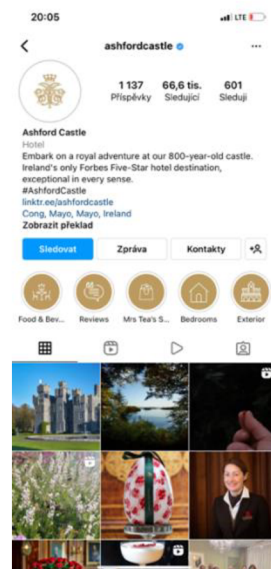 20:05
LTE
ashfordcastle
1 137 66,6 tis. 601
Příspěvky Sledující Sleduji
Ashford Castle
Hotel
Embark on a royal adventure at our 800-year-old castle.
Ireland's only Forbes Five-Star hotel destination,
exceptional in every sense.
#AshfordCastle
linktr.ee/ashfordcastle
Cong, Mayo, Mayo, Ireland
Zobrazit překlad
Sledovat Zpráva Kontakty
Food & Bev... Reviews Mrs Tea's S... Bedrooms Exterior